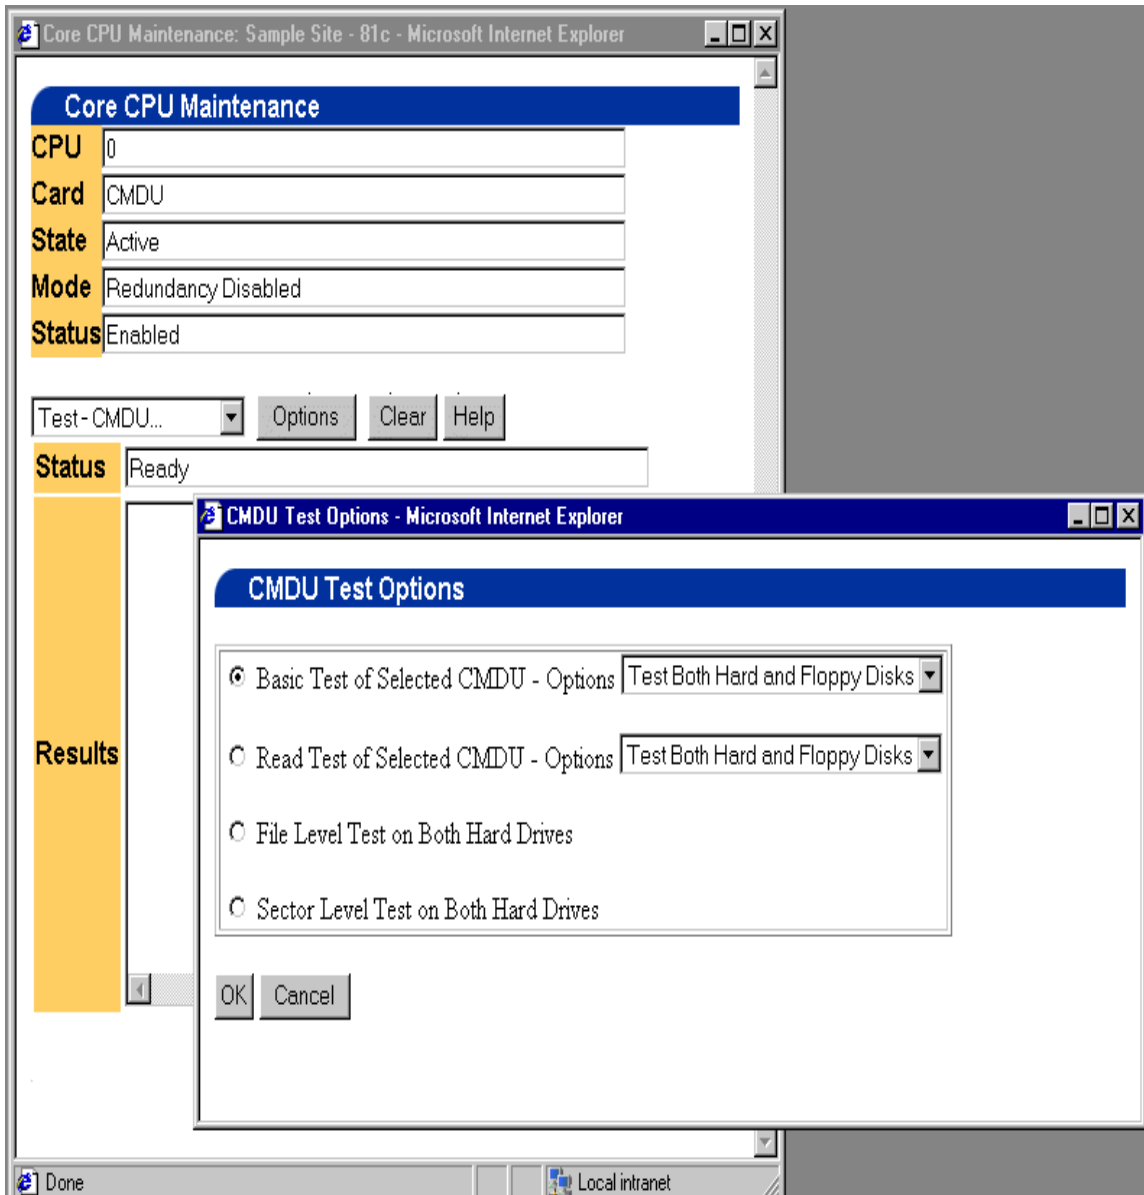 Core CPU Maintenance: Sample Site - 81c - Microsoft Internet Explorer
Core CPU Maintenance
CPU 0
Card CMDU
State Active
Mode Redundancy Disabled
Status Enabled
Test - CMDU... Options Clear Help
Status Ready
CMDU Test Options - Microsoft Internet Explorer
CMDU Test Options
Basic Test of Selected CMDU - Options Test Both Hard and Floppy Disks
Read Test of Selected CMDU - Options Test Both Hard and Floppy Disks
File Level Test on Both Hard Drives
Sector Level Test on Both Hard Drives
Results
OK Cancel
Done Local intranet